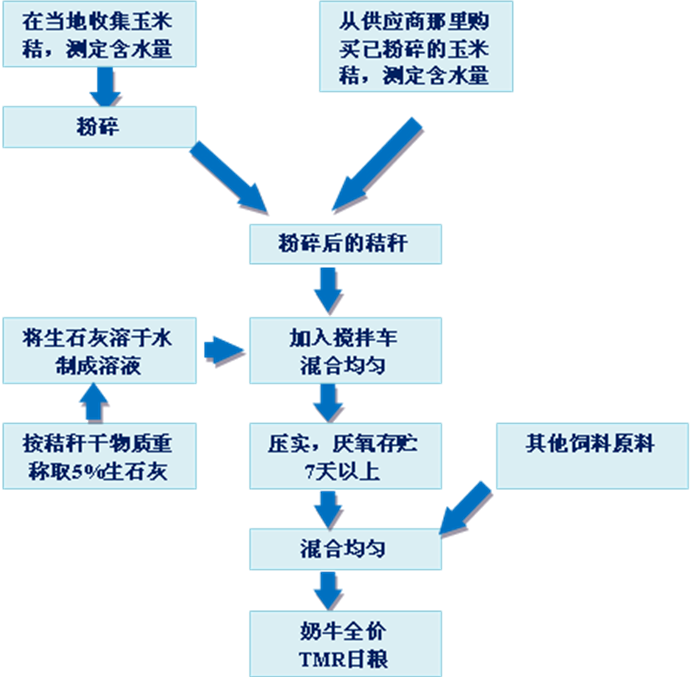 在当地收集玉米
秸，测定含水量
从供应商那里购
买已粉碎的玉米
秸，测定含水量
粉碎
粉碎后的秸秆
将生石灰溶于水
制成溶液
加入搅拌车
混合均匀
按秸秆干物质重
称取5%生石灰
压实，厌氧存贮
7天以上
其他饲料原料
混合均匀
奶牛全价
TMR日粮